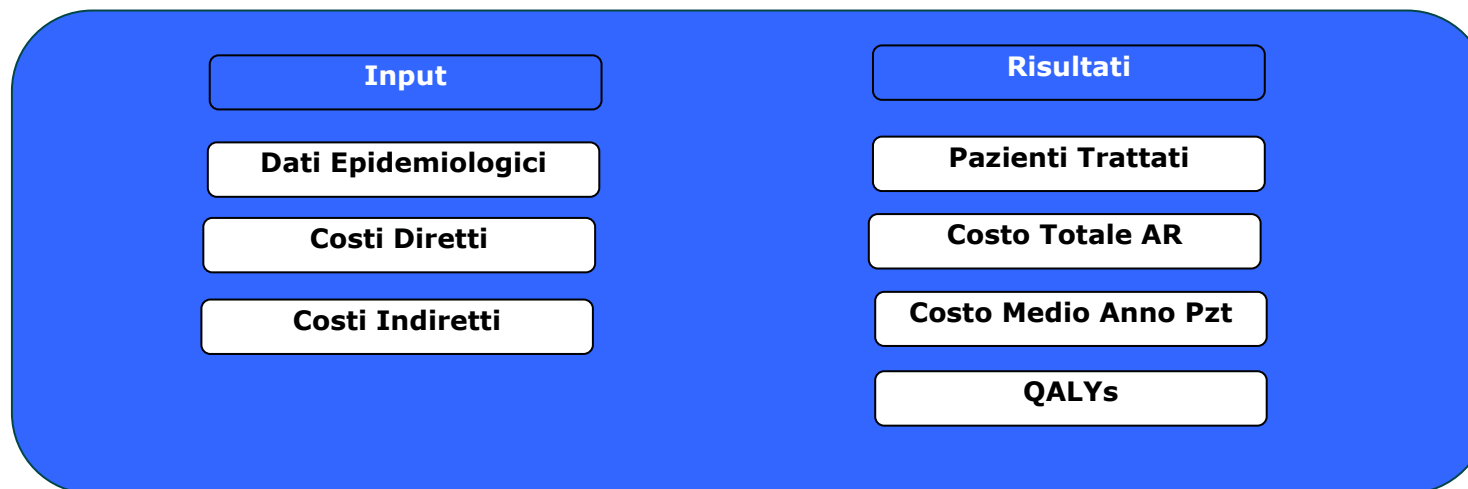 Input
Dati Epidemiologici
Costi Diretti
Costi Indiretti
Risultati
Pazienti Trattati
Costo Totale AR
Costo Medio Anno Pzt
QALYs